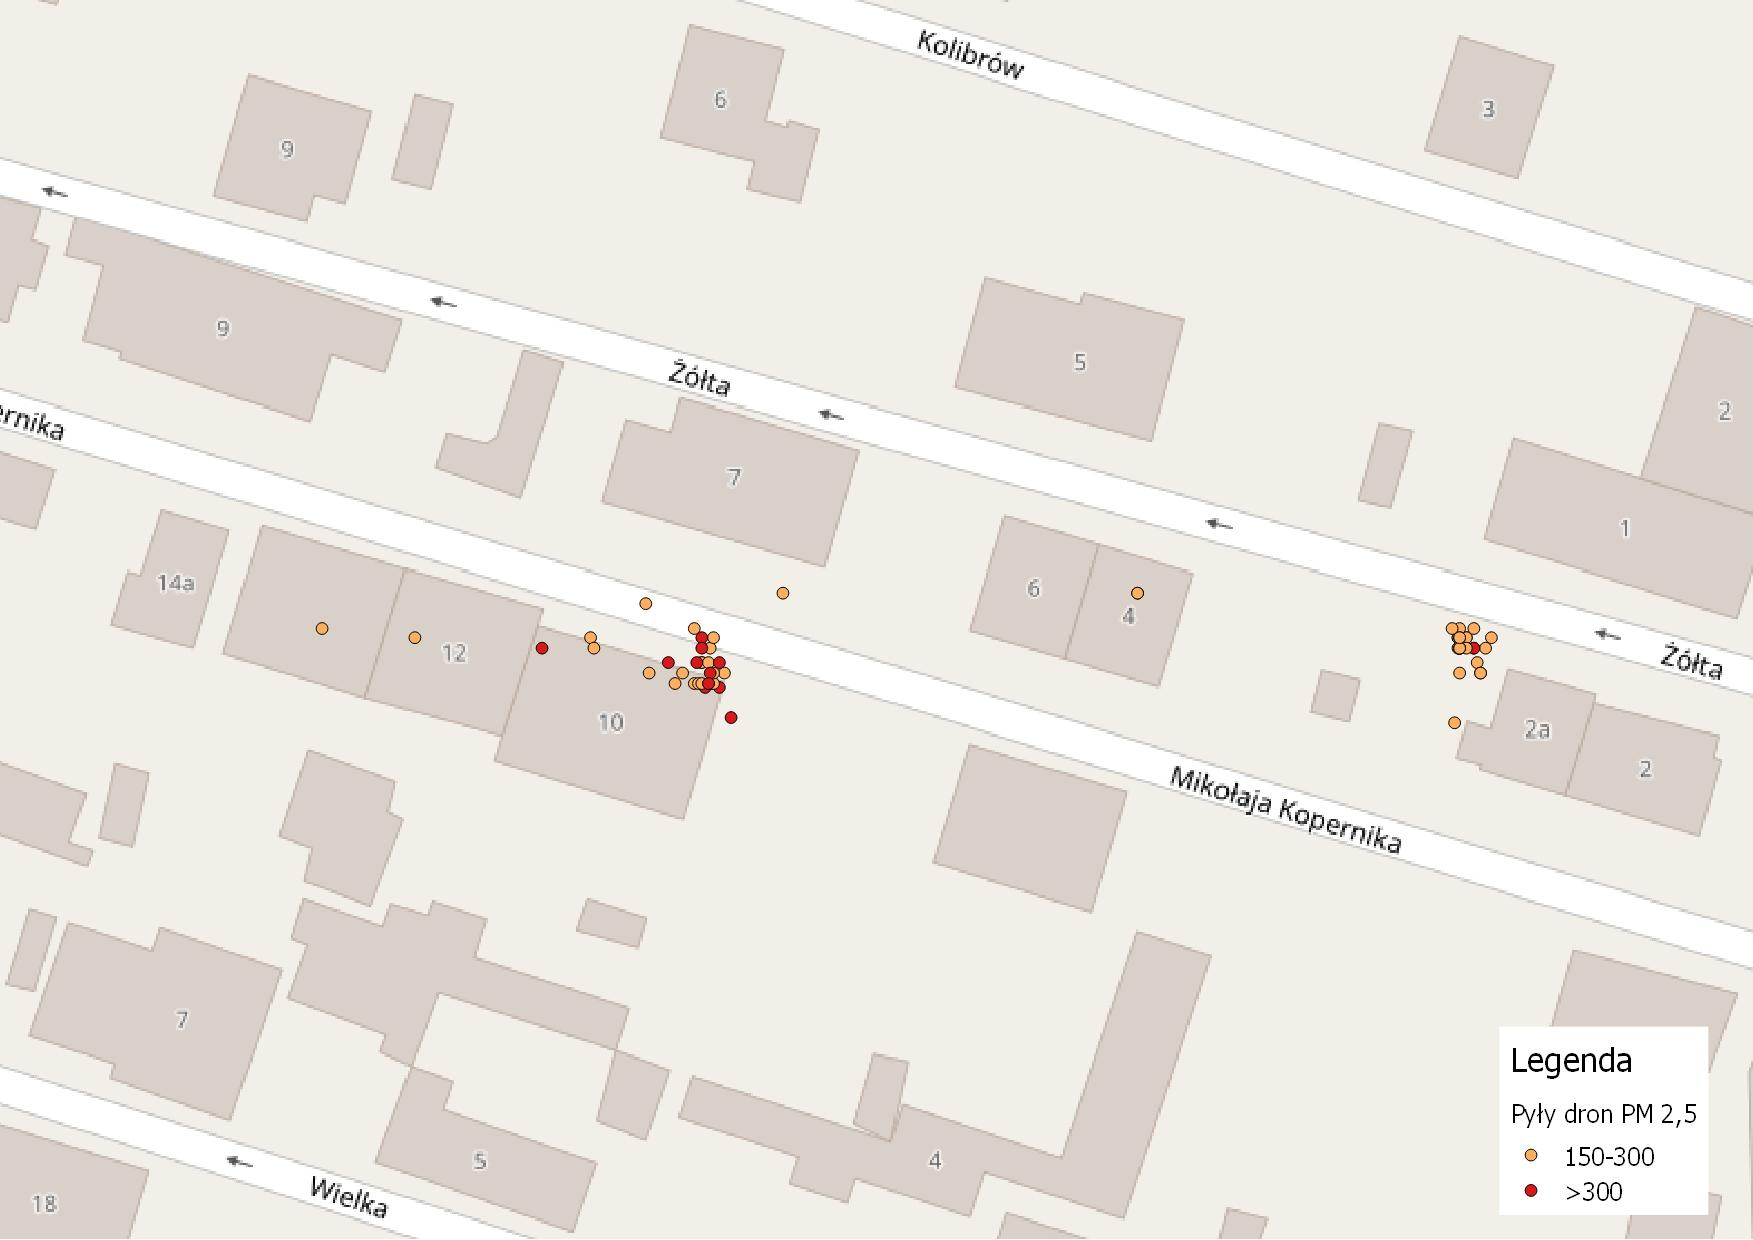 Kolibrów
6
3
9
9
Żółta
5
2
7
1
ernika
6
4
14a
12
Żółta
10
2a
2
Mikołaja Kopernika
7
Legenda
Pyły dron PM 2,5
150-300
>300
5
4
Wielka
18